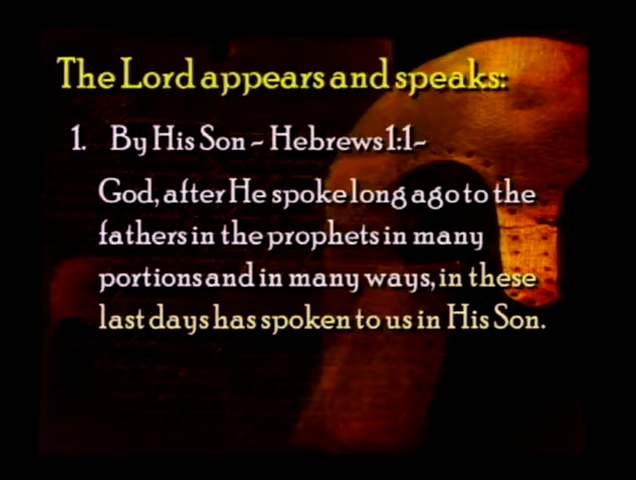 The Lord appears and speaks:
1. By His Son ~ Hebrews 1:1~
God, after He spoke long ago to the
fathers in the prophets in many
portions and in many ways, in these
last days has spoken to us in His Son.